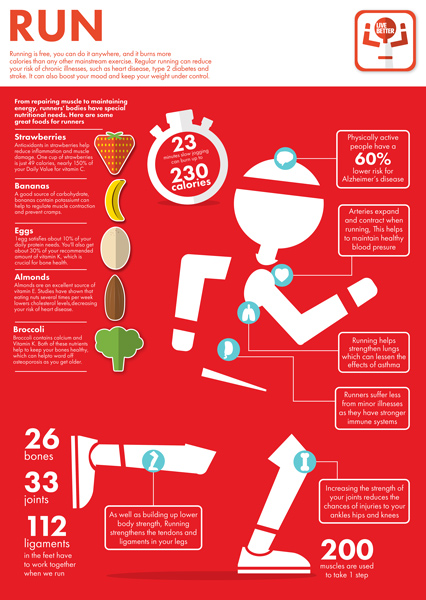 RUN
LIVE
BETTER
Running is free, you can do it anywhere, and it burns more
calories than any other mainstream exercise. Regular running can reduce
your risk of chronic illnesses, such as heart disease, type 2 diabetes and
stroke. It can also boost your mood and keep your weight under control.
From repairing muscle to maintaining
energy, runners' bodies have special
nutritional needs. Here are some
great foods for runners
Strawberries
Antioxidants in strawberries help
reduce inflammation and muscle
damage. One cup of strawberries
is just 49 calories, nearly 150% of
your Daily Value for vitamin C.
Bananas
A good source of carbohydrate,
bananas contain potassiumt can
help to regulate muscle contraction
and prevent cramps.
Eggs
1egg satisfies about 10% of your
daily protein needs. You'll also get
about 30% of your recommended
amount of vitamin K, which is
crucial for bone health.
Almonds
Almonds are an excellent source of
vitamin E. Studies have shown that
eating nuts several times per week
lowers cholesterol levels,decreasing
your risk of heart disease.
Broccoli
Broccoli contains calcium and
Vitamin K. Both of these nutrients
help to keep your bones healthy,
which can helpto ward off
osteoporosis as you get older.
23
minutes slow jogging
can burn up to
230
calories
Physically active
people have a
60%
lower risk for
Alzheimer's disease
Arteries expand
and contract when
running, This helps
to maintain healthy
blood presure
Running helps
strengthen lungs
which can lessen the
effects of asthma
Runners suffer less
from minor illnesses
as they have stronger
immune systems
26
bones
33
joints
112
ligaments
in the feet have
to work together
when we run
As well as building up lower
body strength, Running
strengthens the tendons and
ligaments in your legs
Increasing the strength of
your joints reduces the
chances of injuries to your
ankles hips and knees
200
muscles are used
to take 1 step